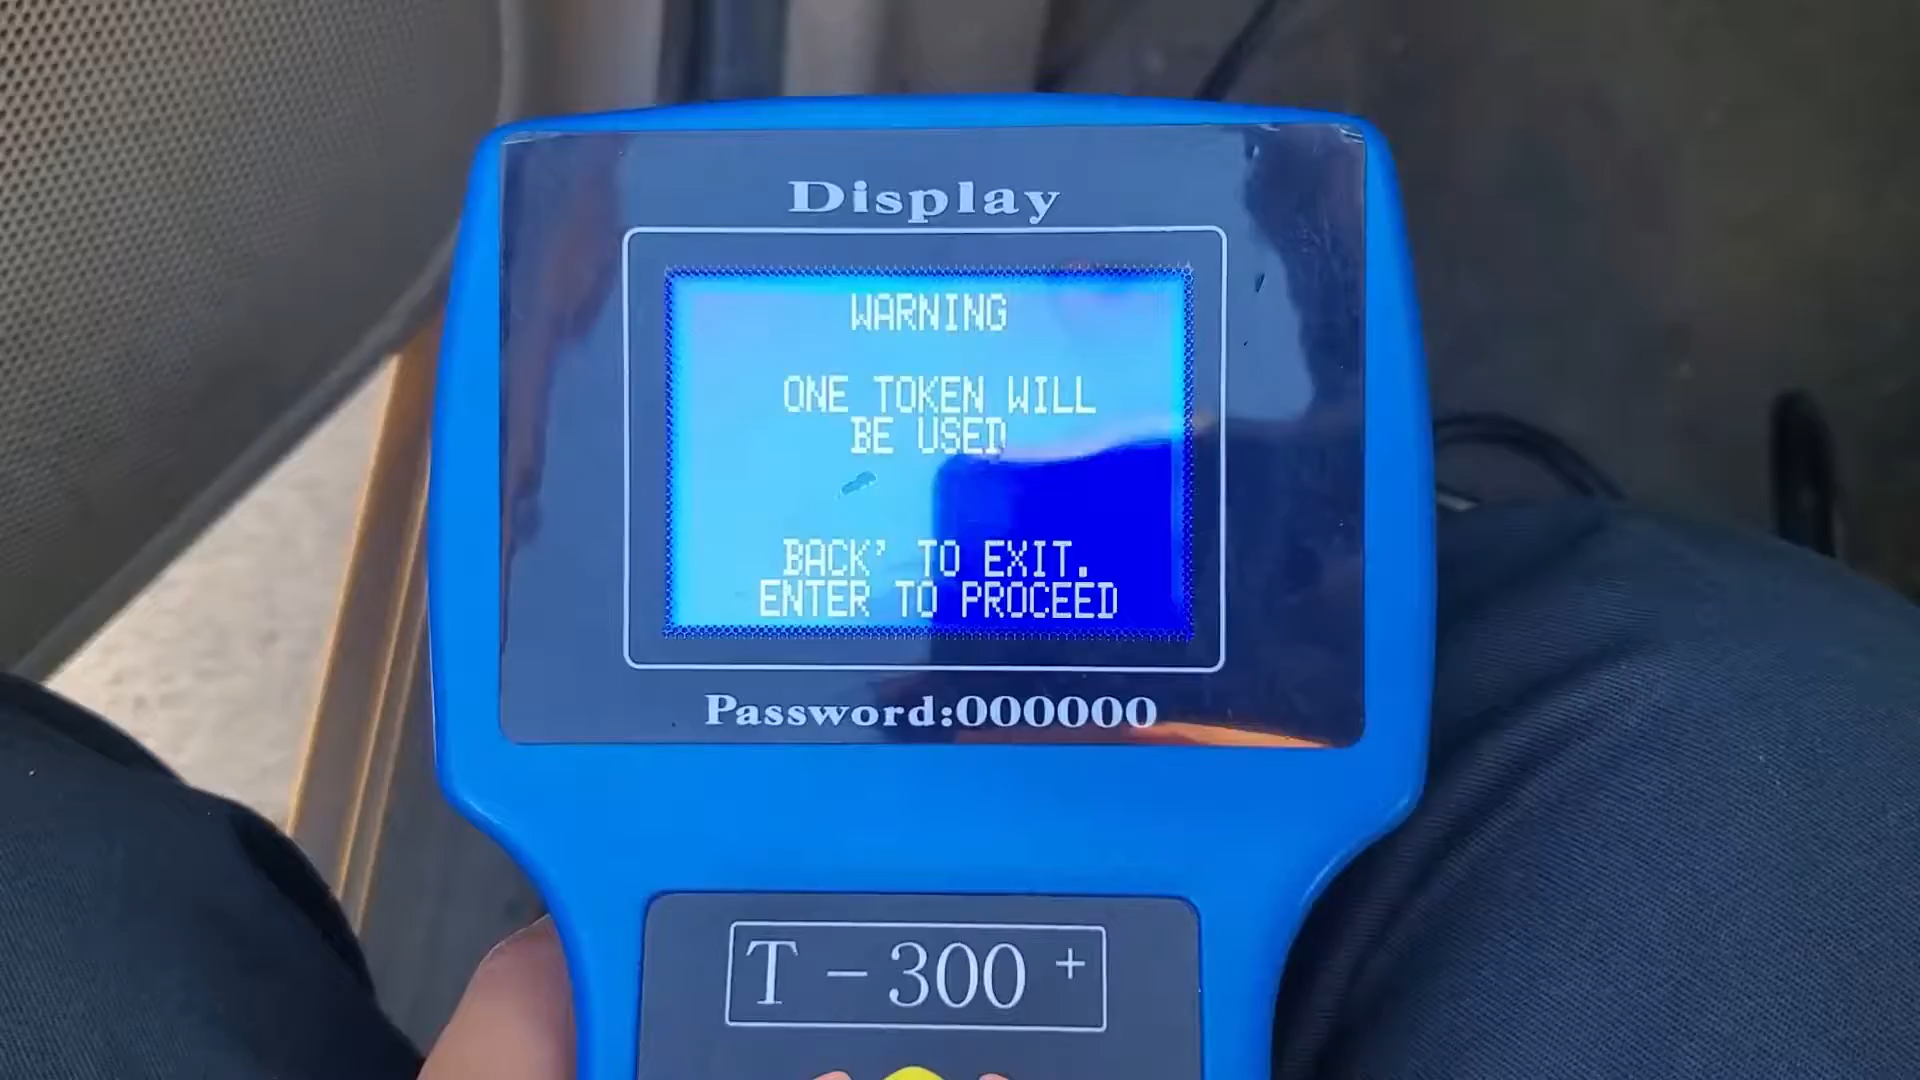 Display
WARNING
ONE TOKEN WILL
BE USED
BACK' TO EXIT.
ENTER TO PROCEED
Password:000000
T-300+